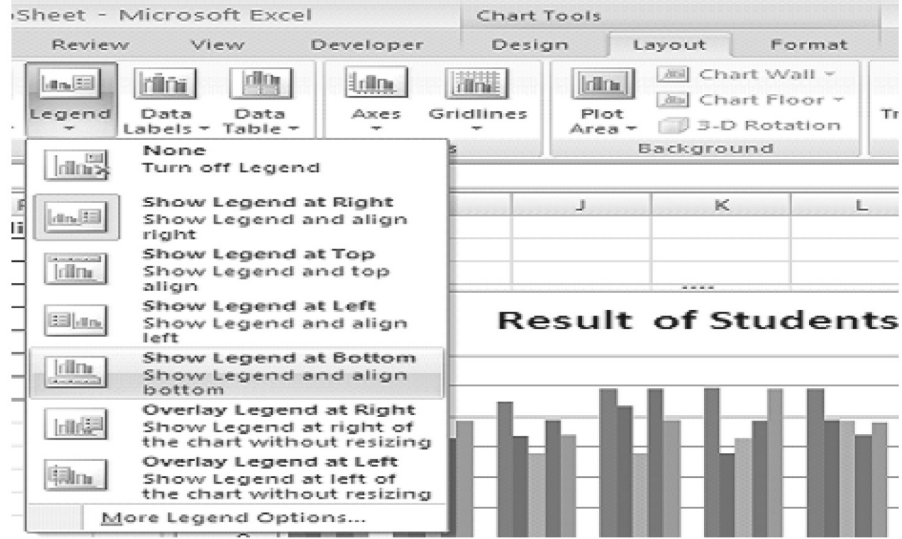 Sheet - Microsoft Excel
Chart Tools
Review View Developer Design Layout Format
Legend
Data Labels
Data Table
Axes
Gridlines
Plot Area
Chart Wall
Chart Floor
3-D Rotation
Background
None
Turn off Legend
Show Legend at Right
Show Legend and align
right
Show Legend at Top
Show Legend and top
align
Show Legend at Left
Show Legend and align
left
Show Legend at Bottom
Show Legend and align
bottom
Overlay Legend at Right
Show Legend at right of
the chart without resizing
Overlay Legend at Left
Show Legend at left of
the chart without resizing
More Legend Options...
J K L
Result of Students